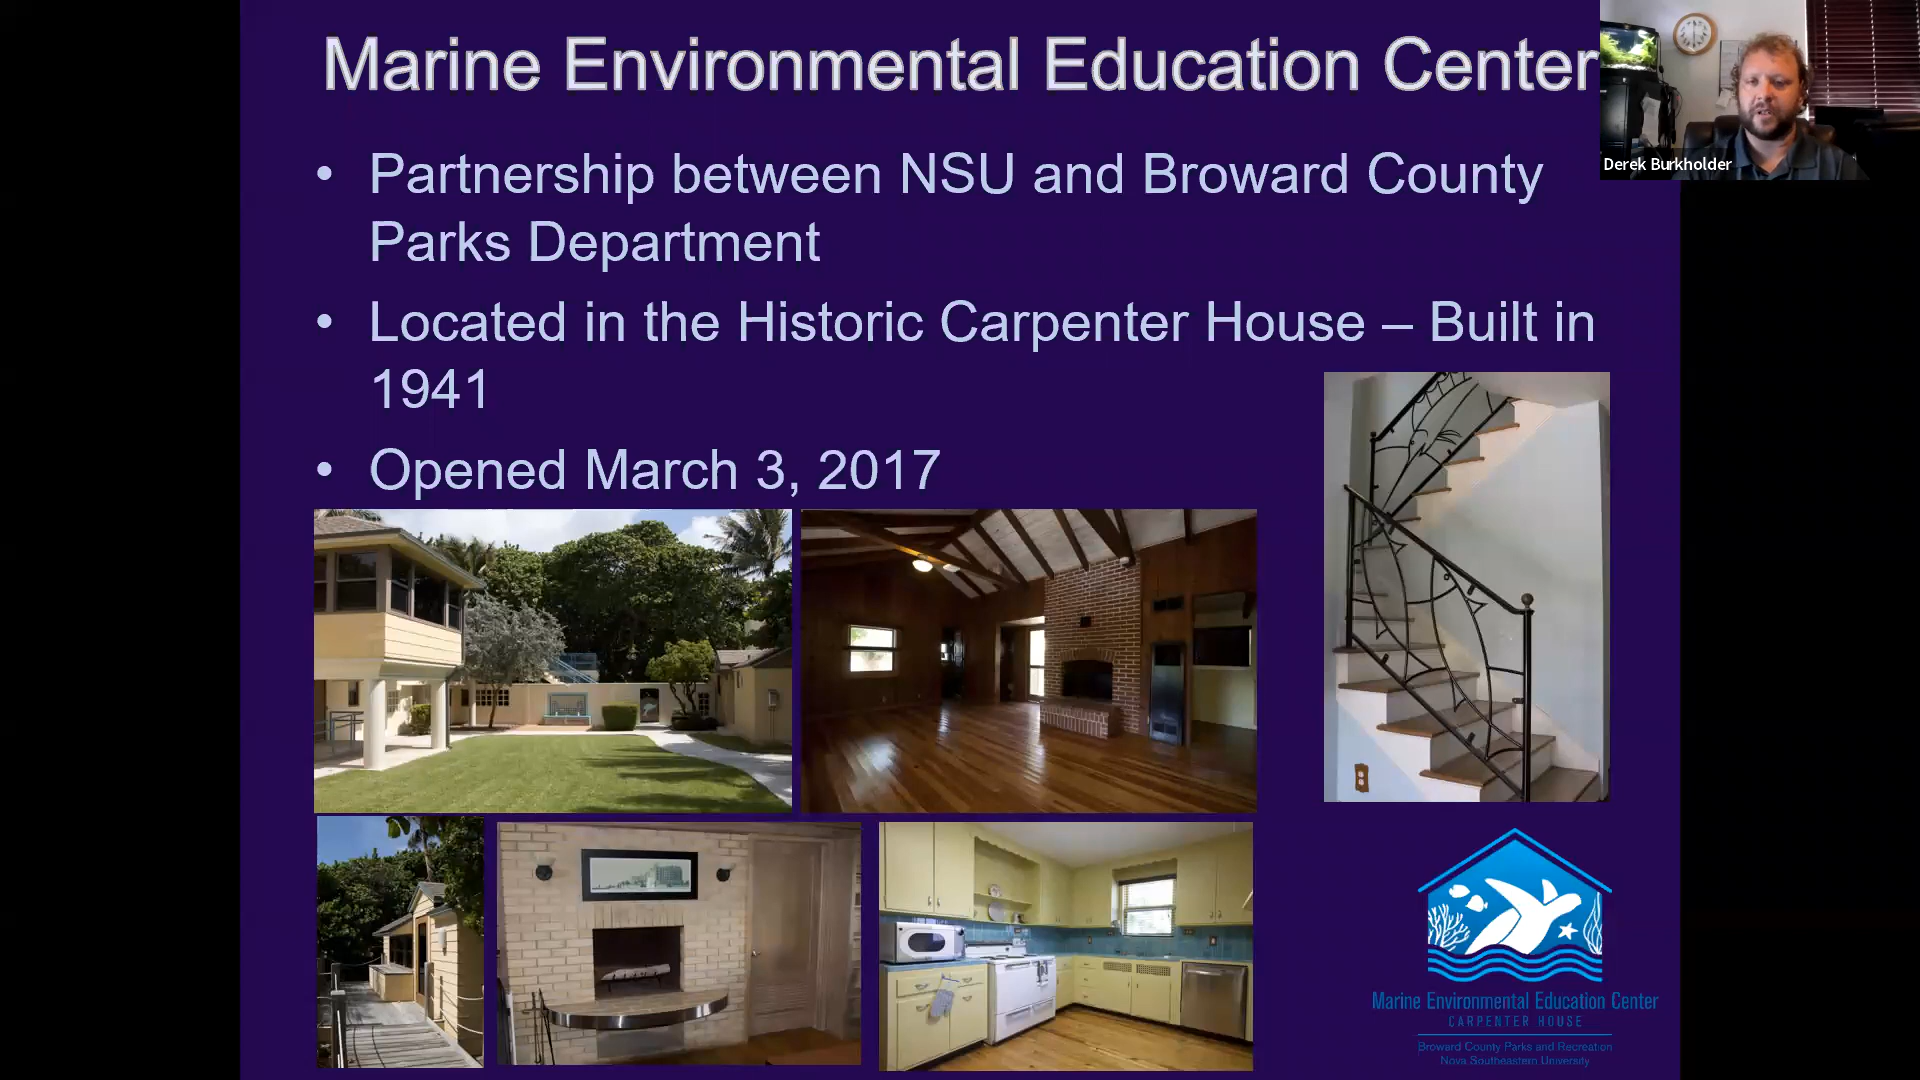 Marine Environmental Education Center
• Partnership between NSU and Broward County
Parks Department
• Located in the Historic Carpenter House – Built in
1941
• Opened March 3, 2017
Derek Burkholder
Marine Environmental Education Center
CARPENTER HOUSE
Broward County Parks and Recreation
Nova Southeastern University